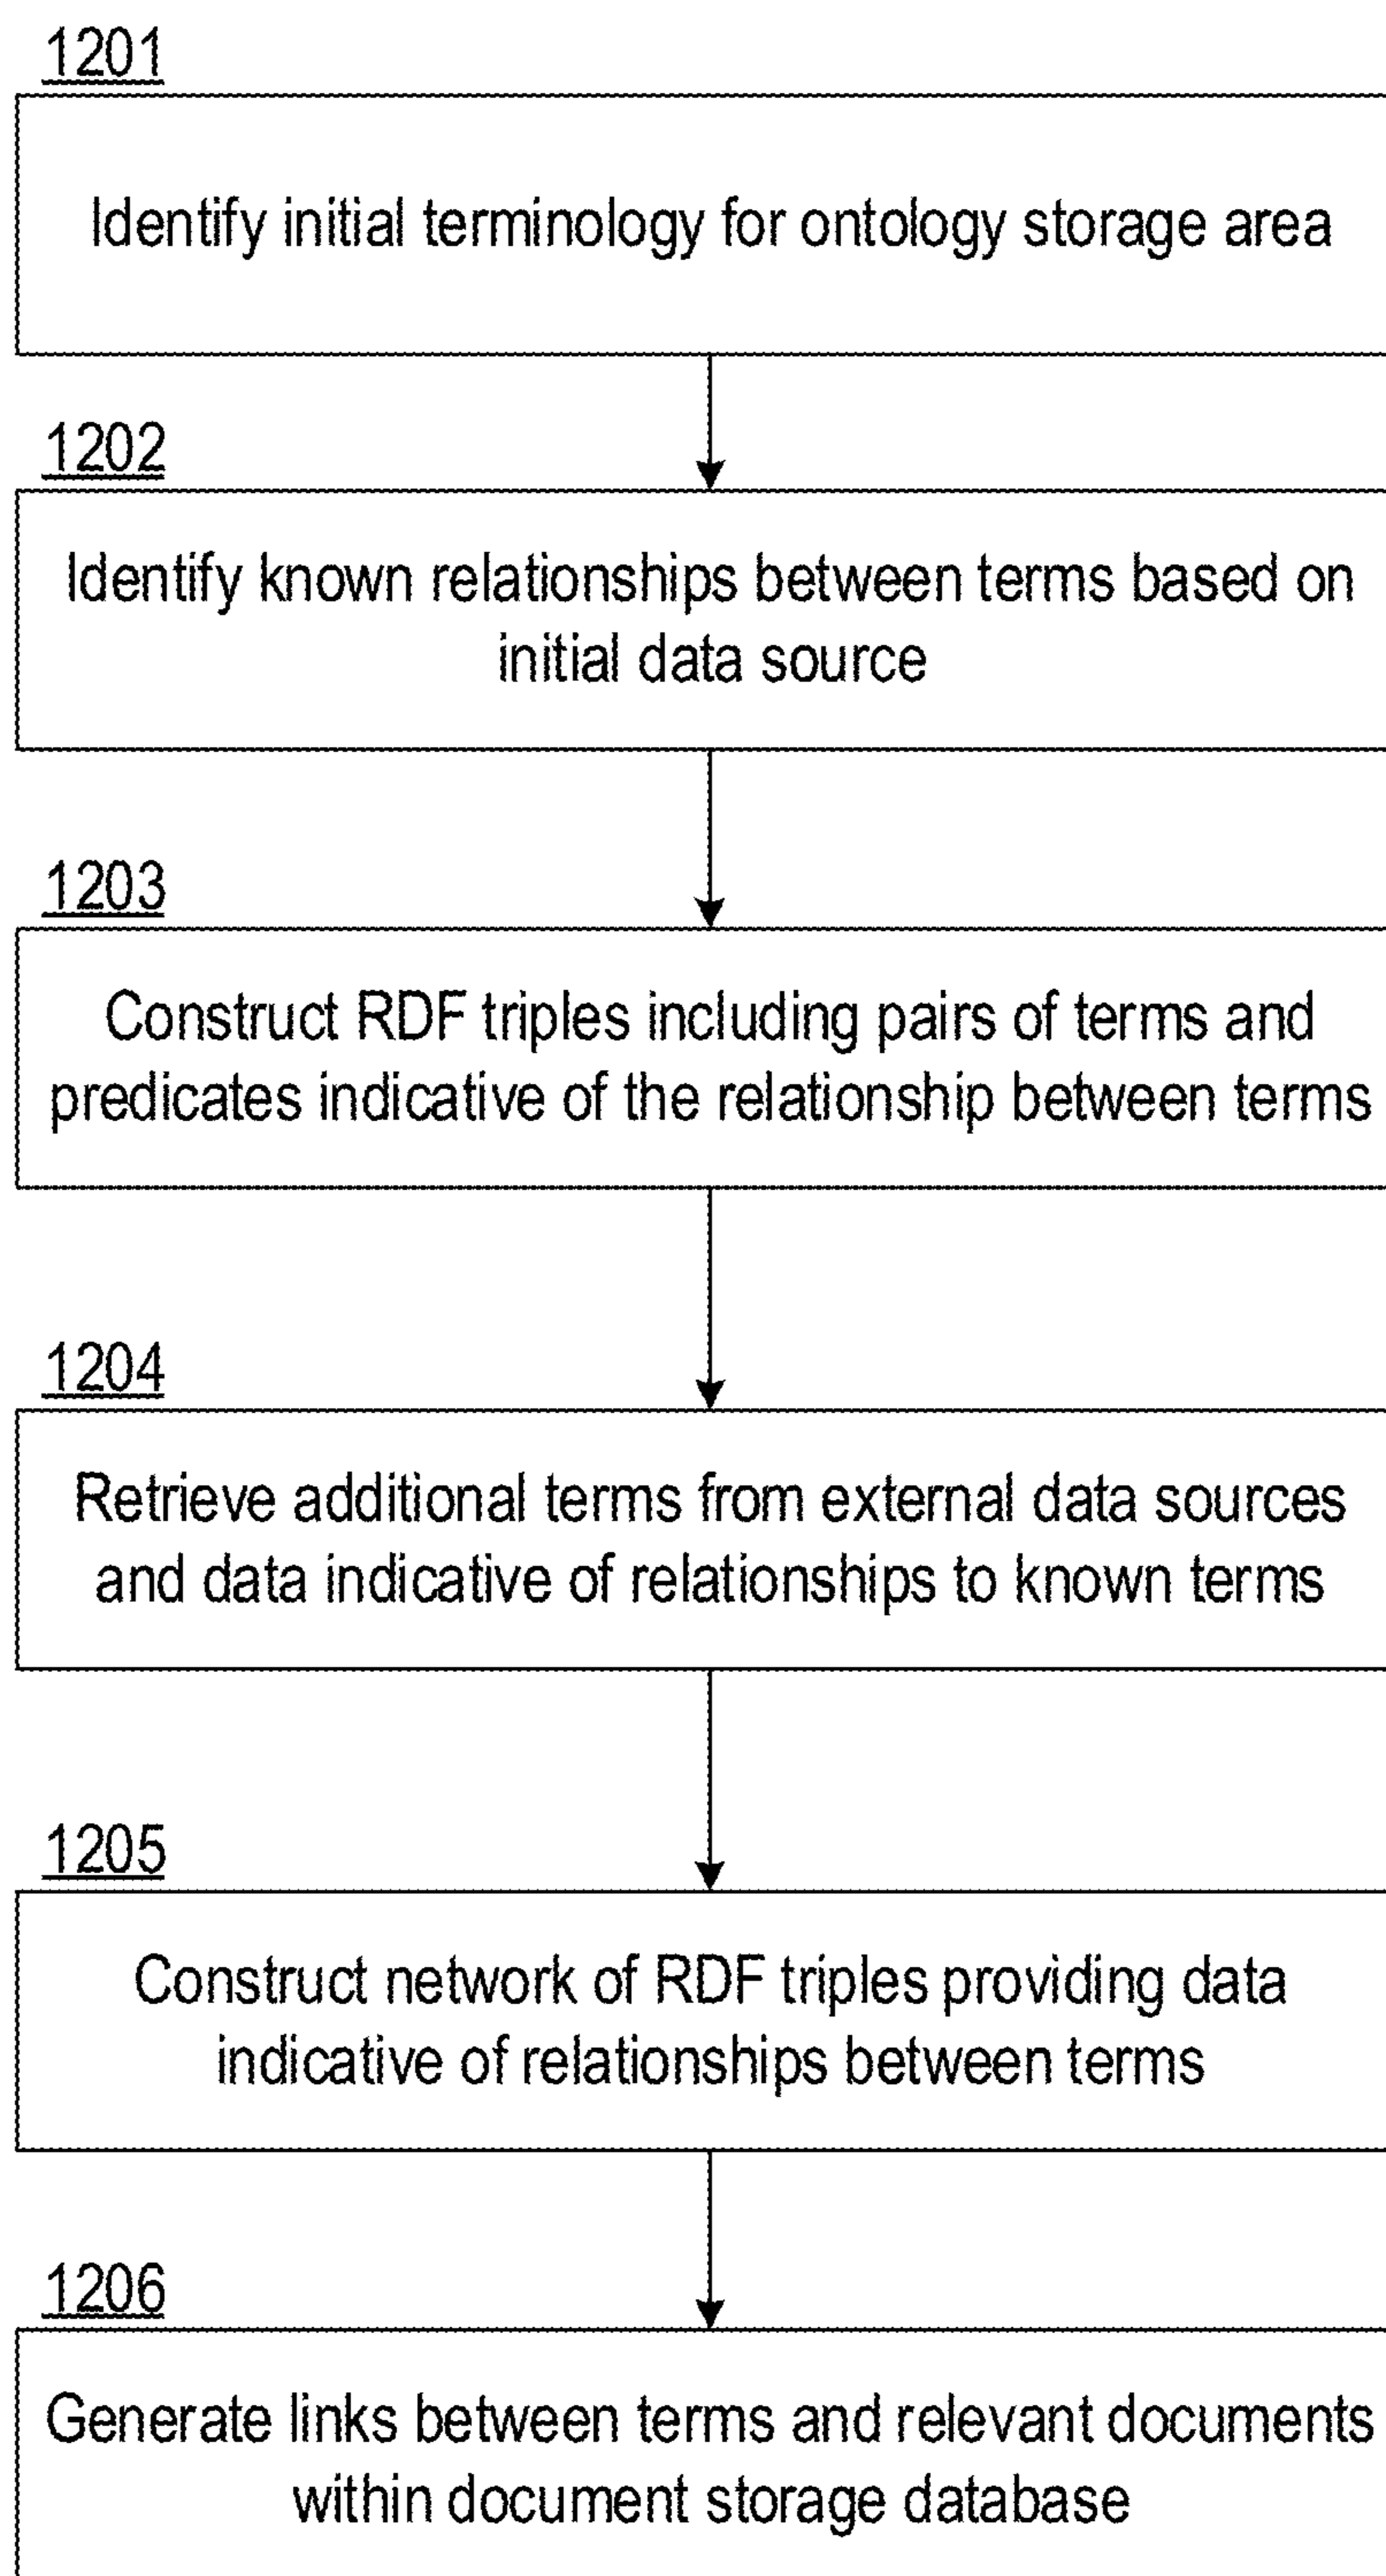 1201
Identify initial terminology for ontology storage area
1202
Identify known relationships between terms based on
initial data source
1203
Construct RDF triples including pairs of terms and
predicates indicative of the relationship between terms
1204
Retrieve additional terms from external data sources
and data indicative of relationships to known terms
1205
Construct network of RDF triples providing data
indicative of relationships between terms
1206
Generate links between terms and relevant documents
within document storage database